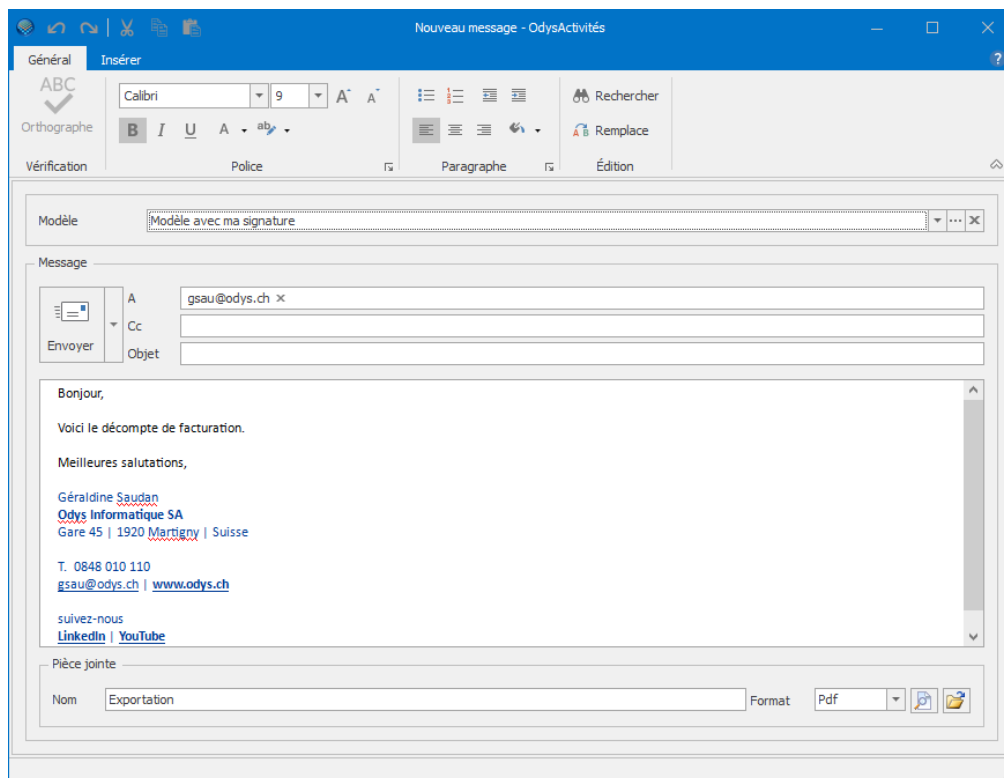 Nouveau message - OdysActivités
Général Insérer
ABC
Orthographe
Vérification
Calibri 9 A A
B I U A ab
Police
Paragraphe
Rechercher
A B Remplace
Édition
Modèle Modèle avec ma signature
Message
Envoyer
A gsau@odys.ch
Cc
Objet
Bonjour,
Voici le décompte de facturation.
Meilleures salutations,
Géraldine Saudan
Odys Informatique SA
Gare 45 | 1920 Martigny | Suisse
T. 0848 010 110
gsau@odys.ch | www.odys.ch
suivez-nous
LinkedIn | YouTube
Pièce jointe
Nom Exportation Format Pdf